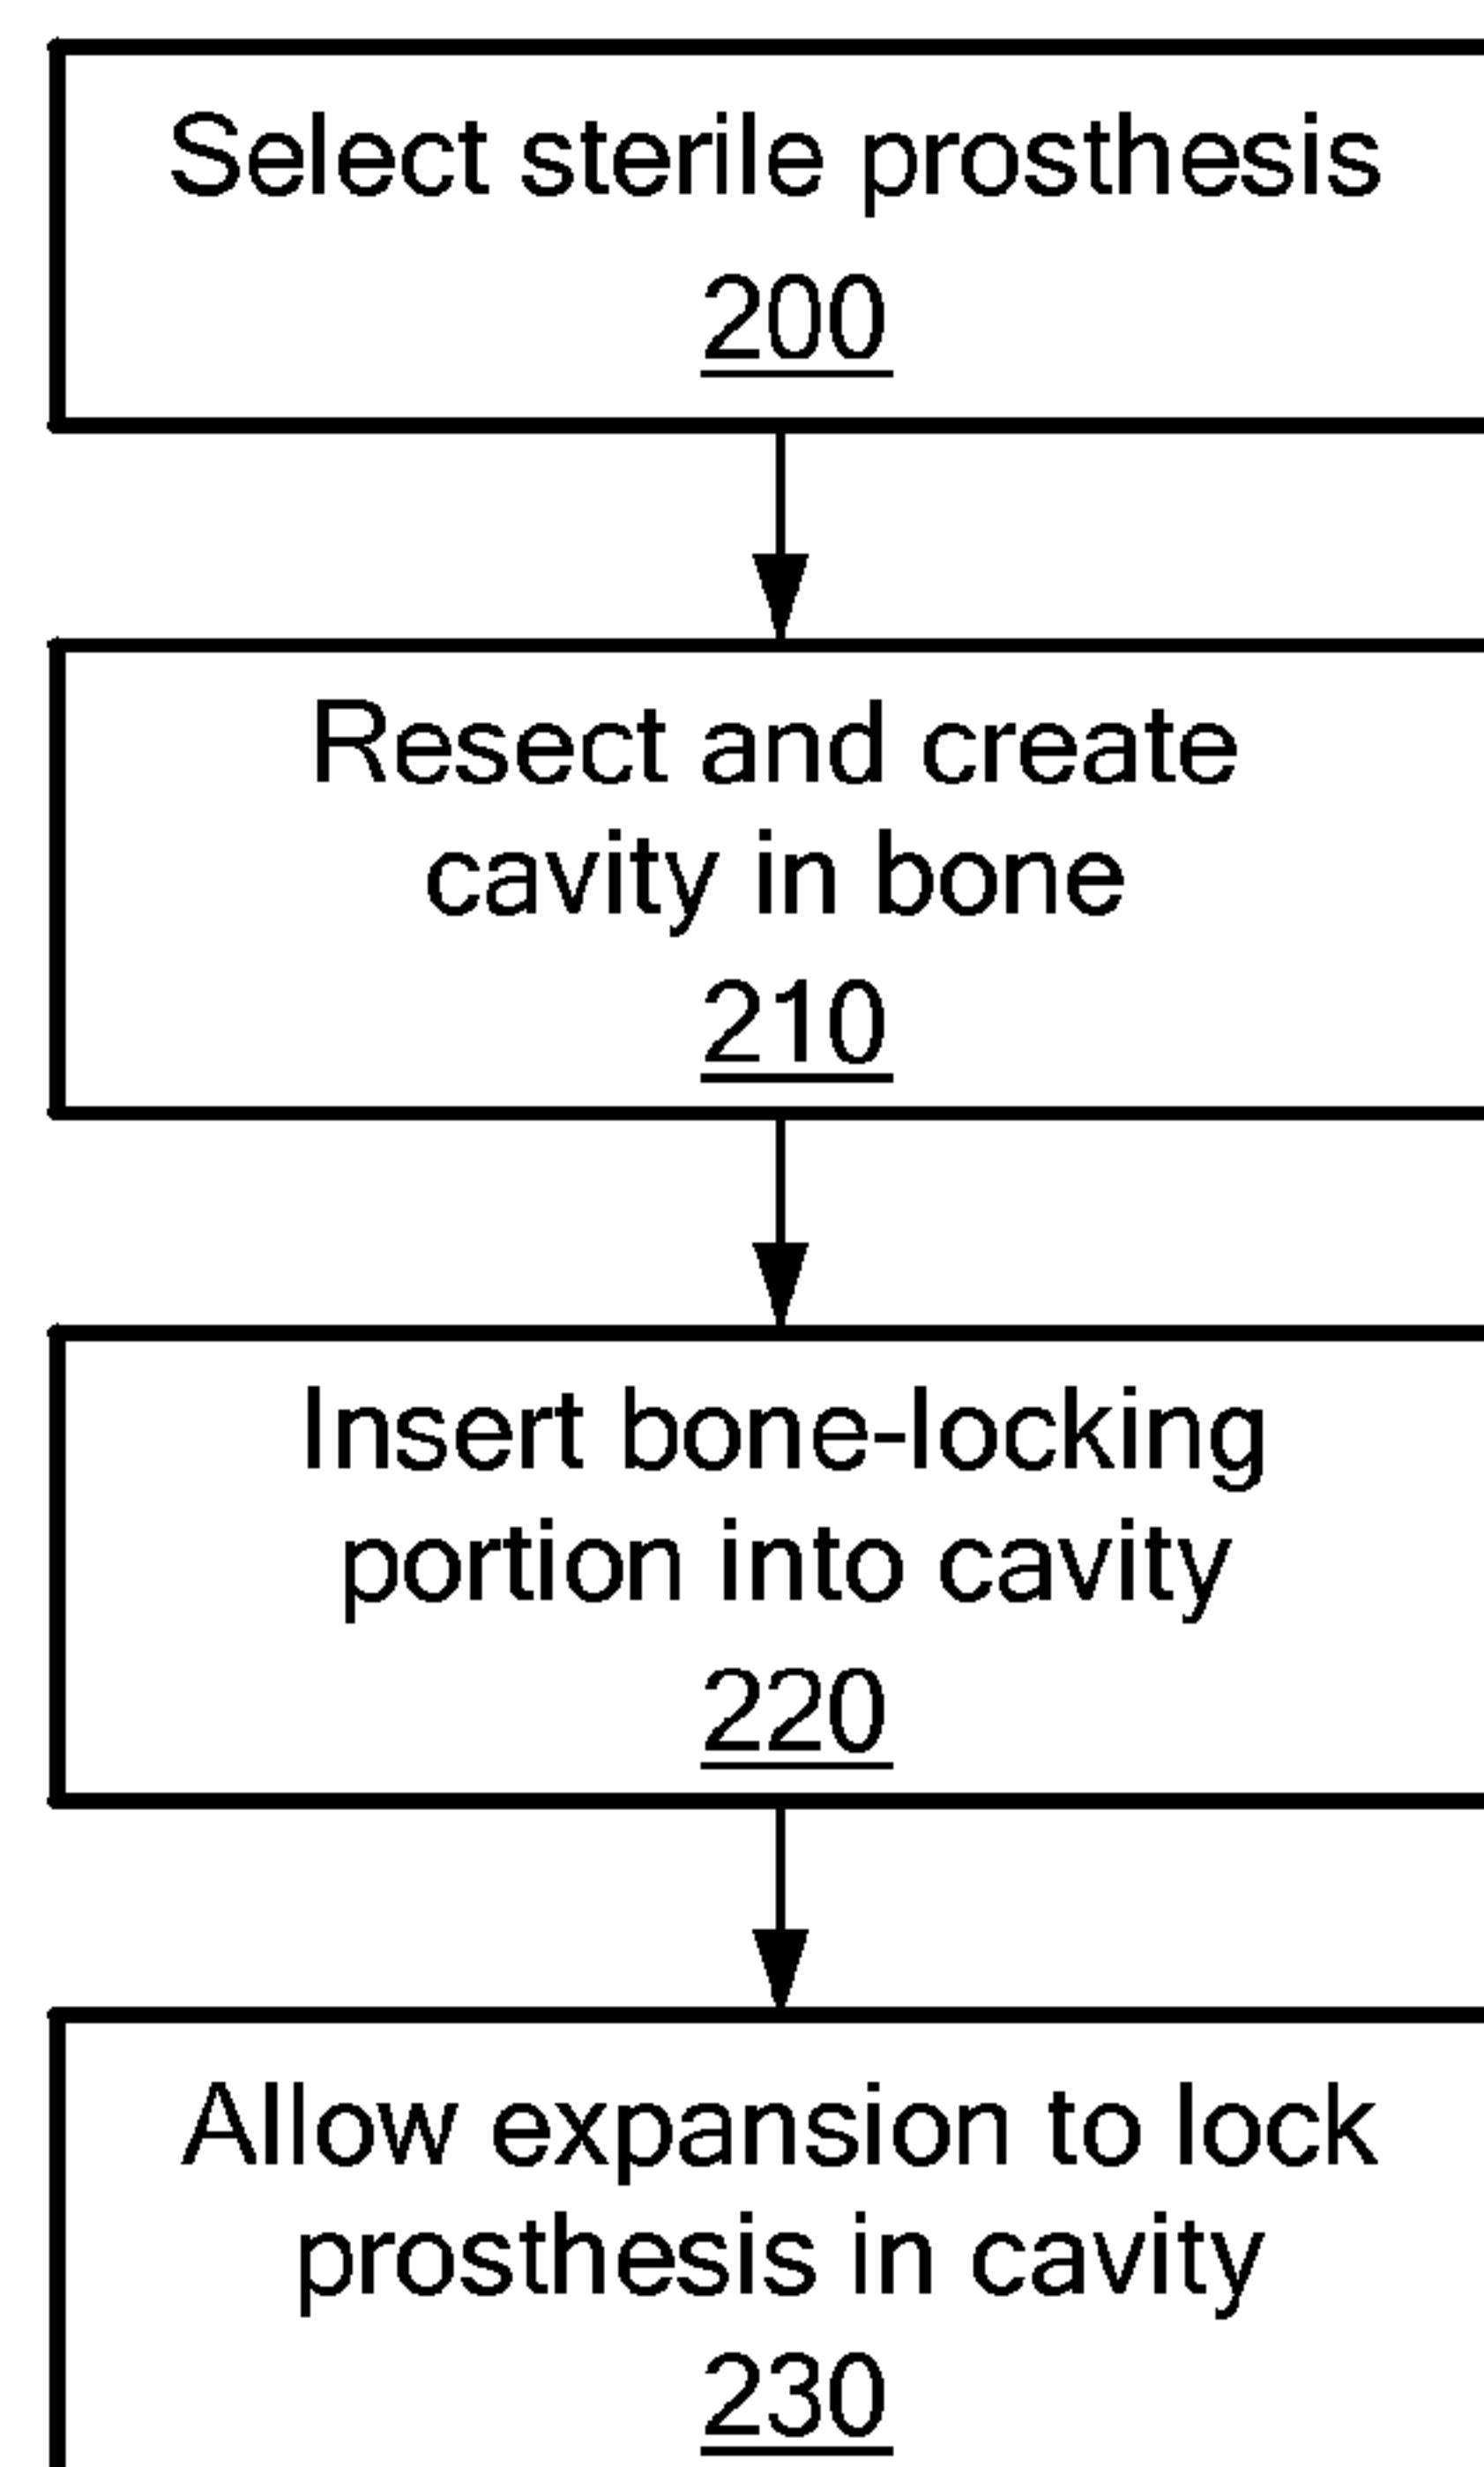 Select sterile prosthesis
200
Resect and create
cavity in bone
210
Insert bone-locking
portion into cavity
220
Allow expansion to lock
prosthesis in cavity
230